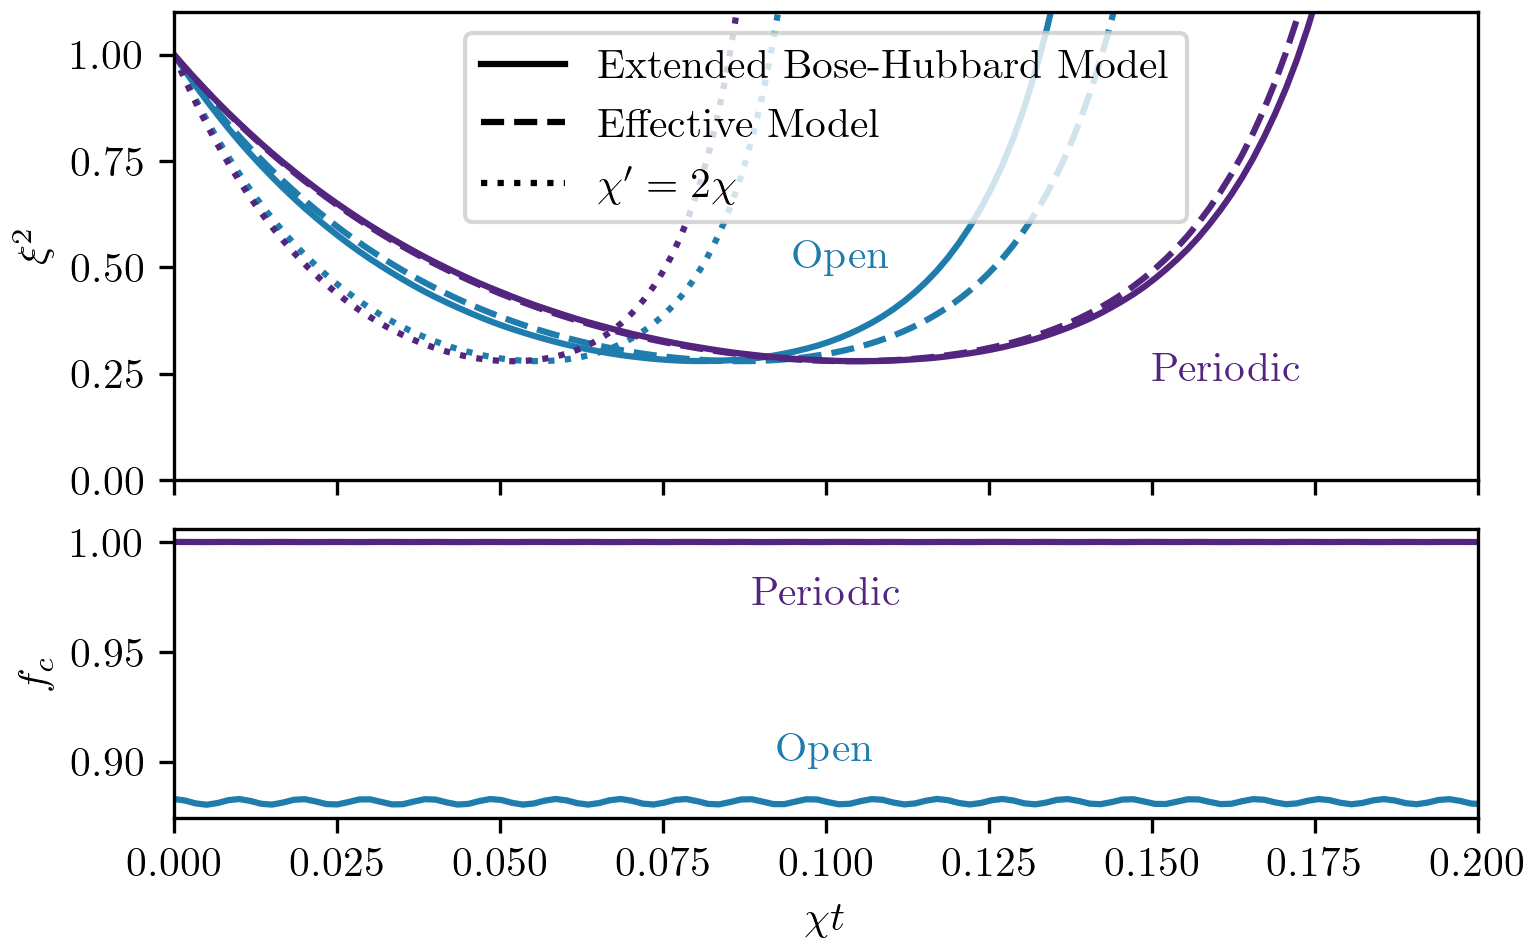 1.00
0.75
0.50
0.25
0.00
ξ²
Extended Bose-Hubbard Model
Effective Model
χ′ = 2χ
Open
Periodic
1.00
0.95
0.90
f_c
Periodic
Open
0.000 0.025 0.050 0.075 0.100 0.125 0.150 0.175 0.200
χt